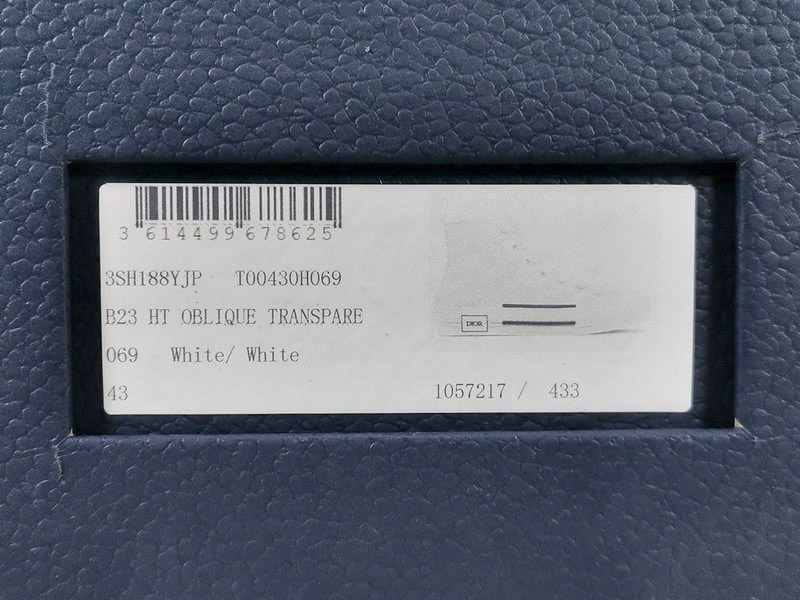 3 614499 678625
3SH188YJP T00430H069
B23 HT OBLIQUE TRANSPARE
069 White/ White
DIOR
43
1057217 / 433